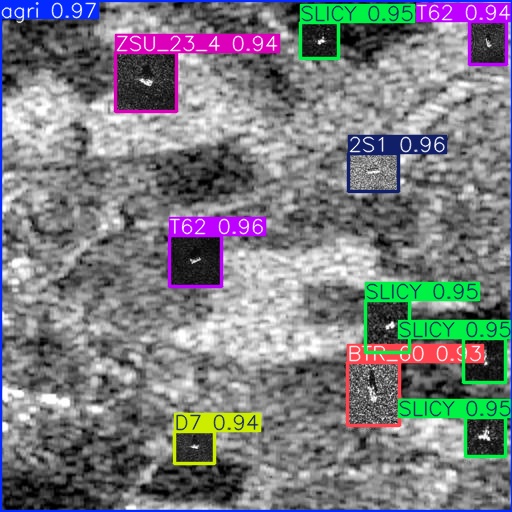 agri 0.97
SLICY 0.95
T62 0.94
ZSU_23_4 0.94
2S1 0.96
T62 0.96
SLICY 0.95
SLICY 0.95
BTR_60 0.93
SLICY 0.95
D7 0.94